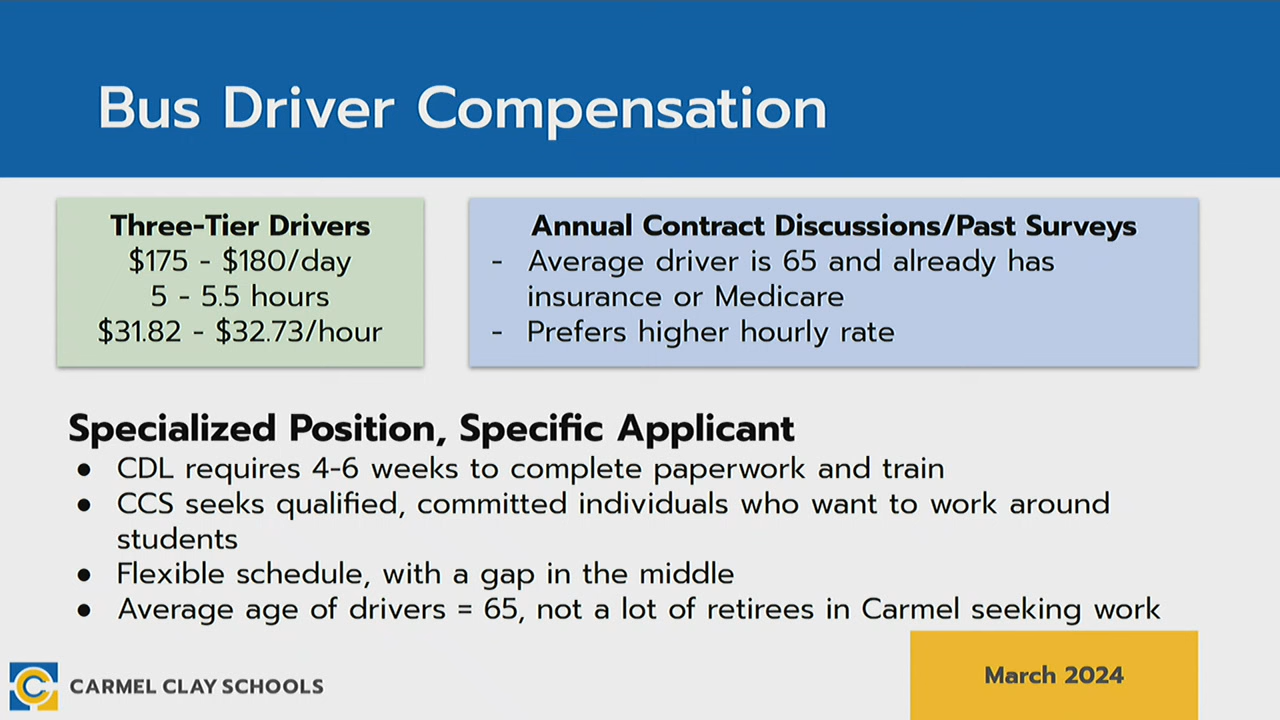 Bus Driver Compensation
Three-Tier Drivers
$175 - $180/day
5 - 5.5 hours
$31.82 - $32.73/hour
Annual Contract Discussions/Past Surveys
- Average driver is 65 and already has
insurance or Medicare
- Prefers higher hourly rate
Specialized Position, Specific Applicant
● CDL requires 4-6 weeks to complete paperwork and train
● CCS seeks qualified, committed individuals who want to work around
students
● Flexible schedule, with a gap in the middle
● Average age of drivers = 65, not a lot of retirees in Carmel seeking work
CARMEL CLAY SCHOOLS
March 2024